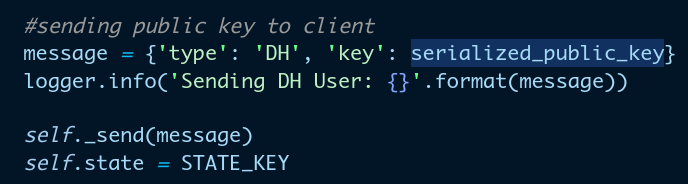 #sending public key to client
message = {'type': 'DH', 'key': serialized_public_key}
logger.info('Sending DH User: {}'.format(message))
self._send(message)
self.state = STATE_KEY